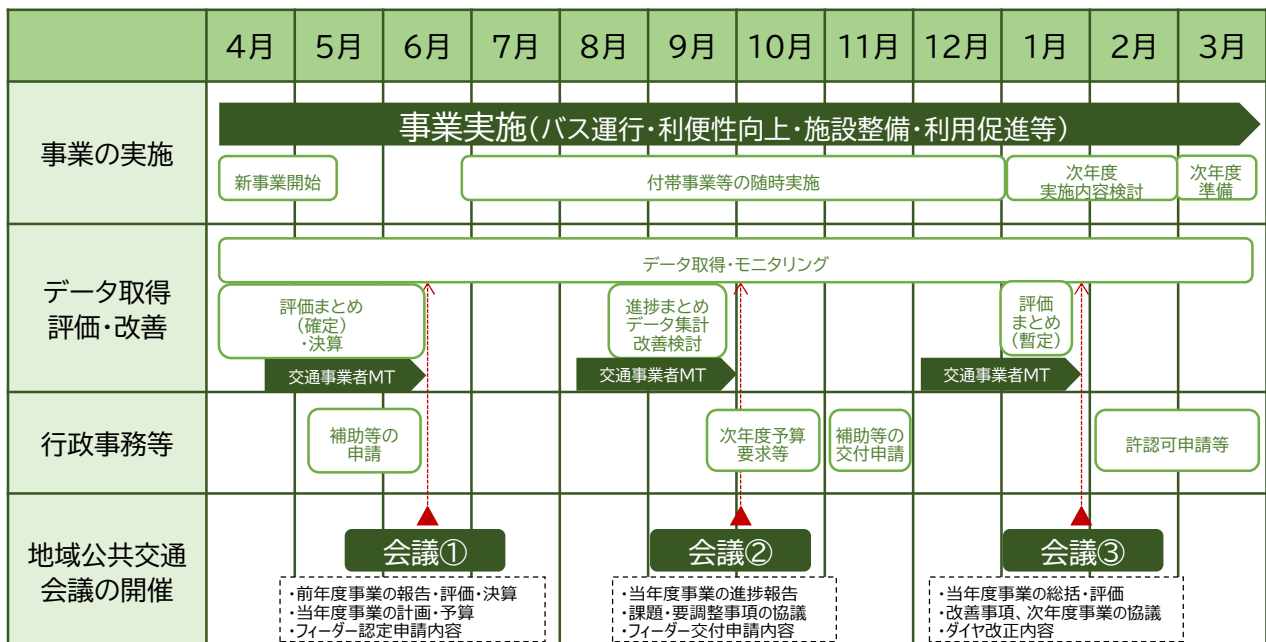 4月 5月 6月 7月 8月 9月 10月 11月 12月 1月 2月 3月
事業の実施
事業実施(バス運行・利便性向上・施設整備・利用促進等)
新事業開始
付帯事業等の随時実施
次年度
実施内容検討
次年度
準備
データ取得
評価・改善
データ取得・モニタリング
評価まとめ
(確定)
・決算
進捗まとめ
データ集計
改善検討
評価
まとめ
(暫定)
交通事業者MT
交通事業者MT
交通事業者MT
行政事務等
補助等の
申請
次年度予算
要求等
補助等の
交付申請
許認可申請等
地域公共交通
会議の開催
会議①
・前年度事業の報告・評価・決算
・当年度事業の計画・予算
・フィーダー認定申請内容
会議②
・当年度事業の進捗報告
・課題・要調整事項の協議
・フィーダー交付申請内容
会議③
・当年度事業の総括・評価
・改善事項、次年度事業の協議
・ダイヤ改正内容